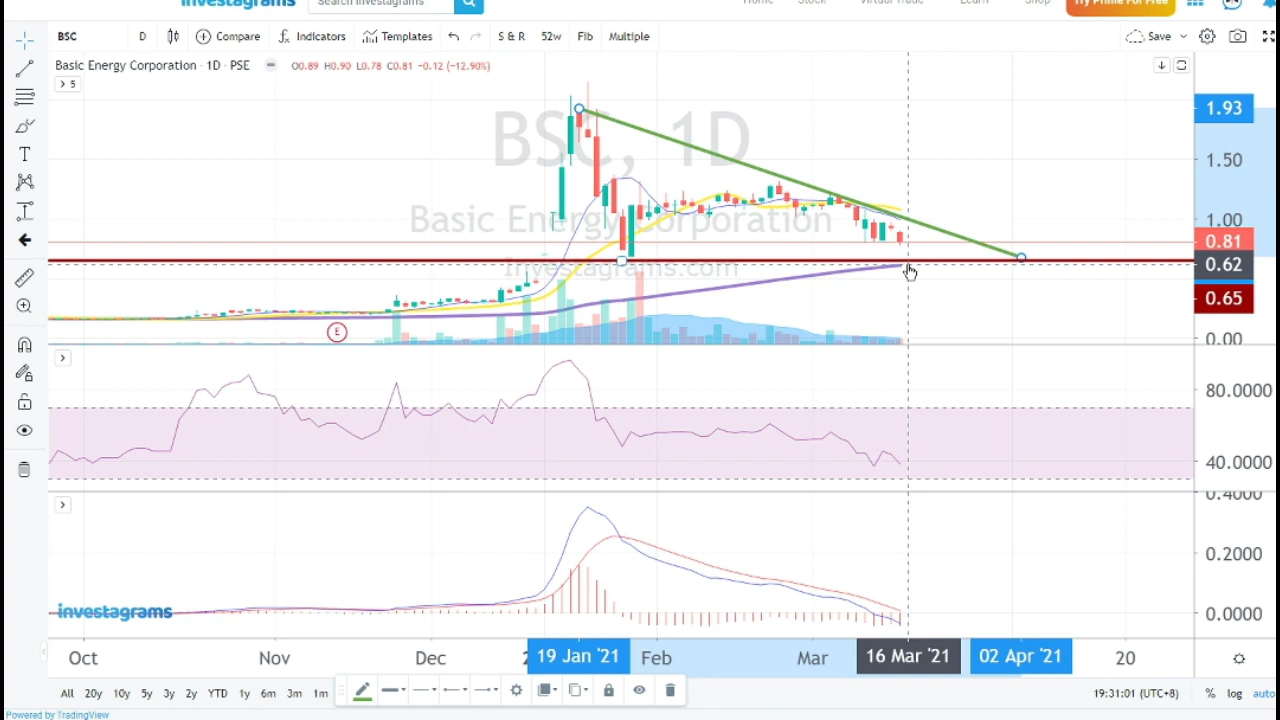 Investagrams
Search Investagrams
Home
Stock
Virtual Trade
Learn
Shop
Try Prime For Free
BSC
D
Compare
Indicators
Templates
S & R
52w
Fib
Multiple
Save
Basic Energy Corporation · 1D · PSE
O0.89 H0.90 L0.78 C0.81 −0.12 (−12.90%)
5
BSC, 1D
Basic Energy Corporation
Investagrams.com
T
E
1.93
1.50
1.00
0.81
0.62
0.65
0.00
80.0000
40.0000
0.4000
0.2000
0.0000
investagrams
Oct
Nov
Dec
19 Jan '21
Feb
Mar
16 Mar '21
02 Apr '21
20
All
20y
10y
5y
3y
2y
YTD
1y
6m
3m
1m
19:31:01 (UTC+8)
%
log
auto
Powered by TradingView